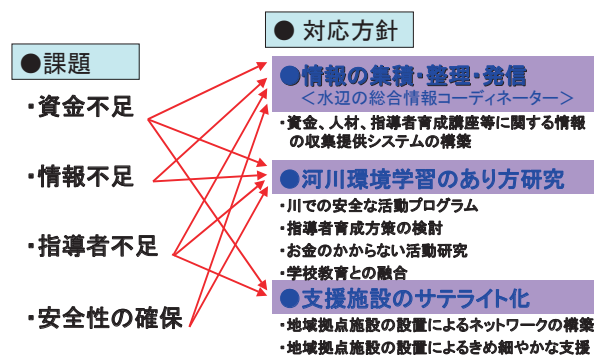 ●課題
・資金不足
・情報不足
・指導者不足
・安全性の確保
● 対応方針
●情報の集積・整理・発信
＜水辺の総合情報コーディネーター＞
・資金、人材、指導者育成講座等に関する情報
の収集提供システムの構築
●河川環境学習のあり方研究
・川での安全な活動プログラム
・指導者育成方策の検討
・お金のかからない活動研究
・学校教育との融合
●支援施設のサテライト化
・地域拠点施設の設置によるネットワークの構築
・地域拠点施設の設置によるきめ細やかな支援